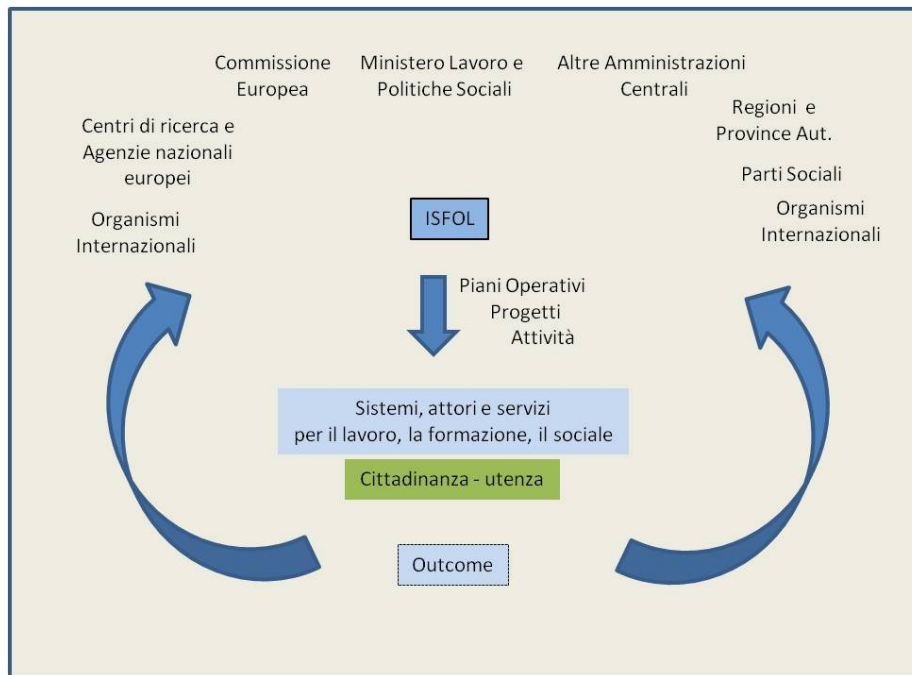 Commissione
Europea
Ministero Lavoro e
Politiche Sociali
Altre Amministrazioni
Centrali
Regioni e
Province Aut.
Centri di ricerca e
Agenzie nazionali
europei
Parti Sociali
Organismi
Internazionali
ISFOL
Organismi
Internazionali
Piani Operativi
Progetti
Attività
Sistemi, attori e servizi
per il lavoro, la formazione, il sociale
Cittadinanza - utenza
Outcome